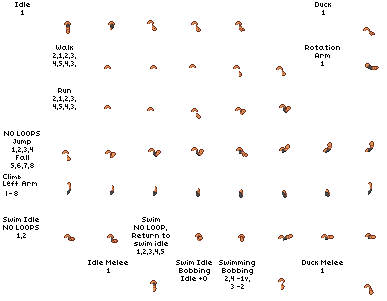 Idle
1
Duck
1
Walk
2,1,2,3,
4,5,4,3,
Rotation
Arm
1
Run
2,1,2,3,
4,5,4,3,
NO LOOPS
Jump
1,2,3,4
Fall
5,6,7,8
Climb
Left Arm
1-8
Swim Idle
NO LOOPS
1,2
Swim
NO LOOP,
Return to
swim idle
1,2,3,4,5
Swim Idle
Bobbing
Idle +0
Swimming
Bobbing
2,4 -1v,
3 -2
Idle Melee
1
Duck Melee
1